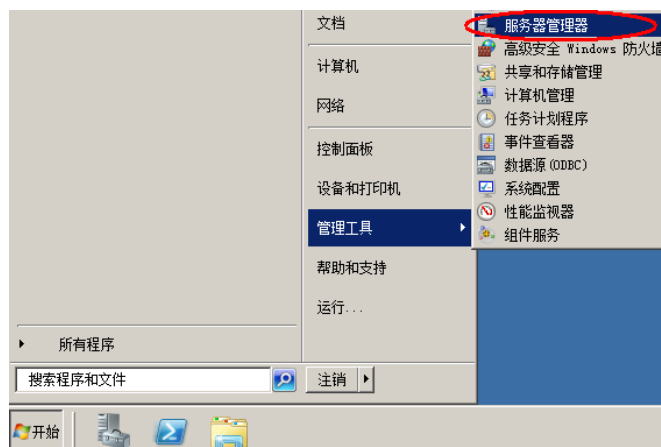 文档
计算机
网络
控制面板
设备和打印机
管理工具
帮助和支持
运行...
所有程序
搜索程序和文件
注销
开始
服务器管理器
高级安全 Windows 防火墙
共享和存储管理
计算机管理
任务计划程序
事件查看器
数据源(ODBC)
系统配置
性能监视器
组件服务